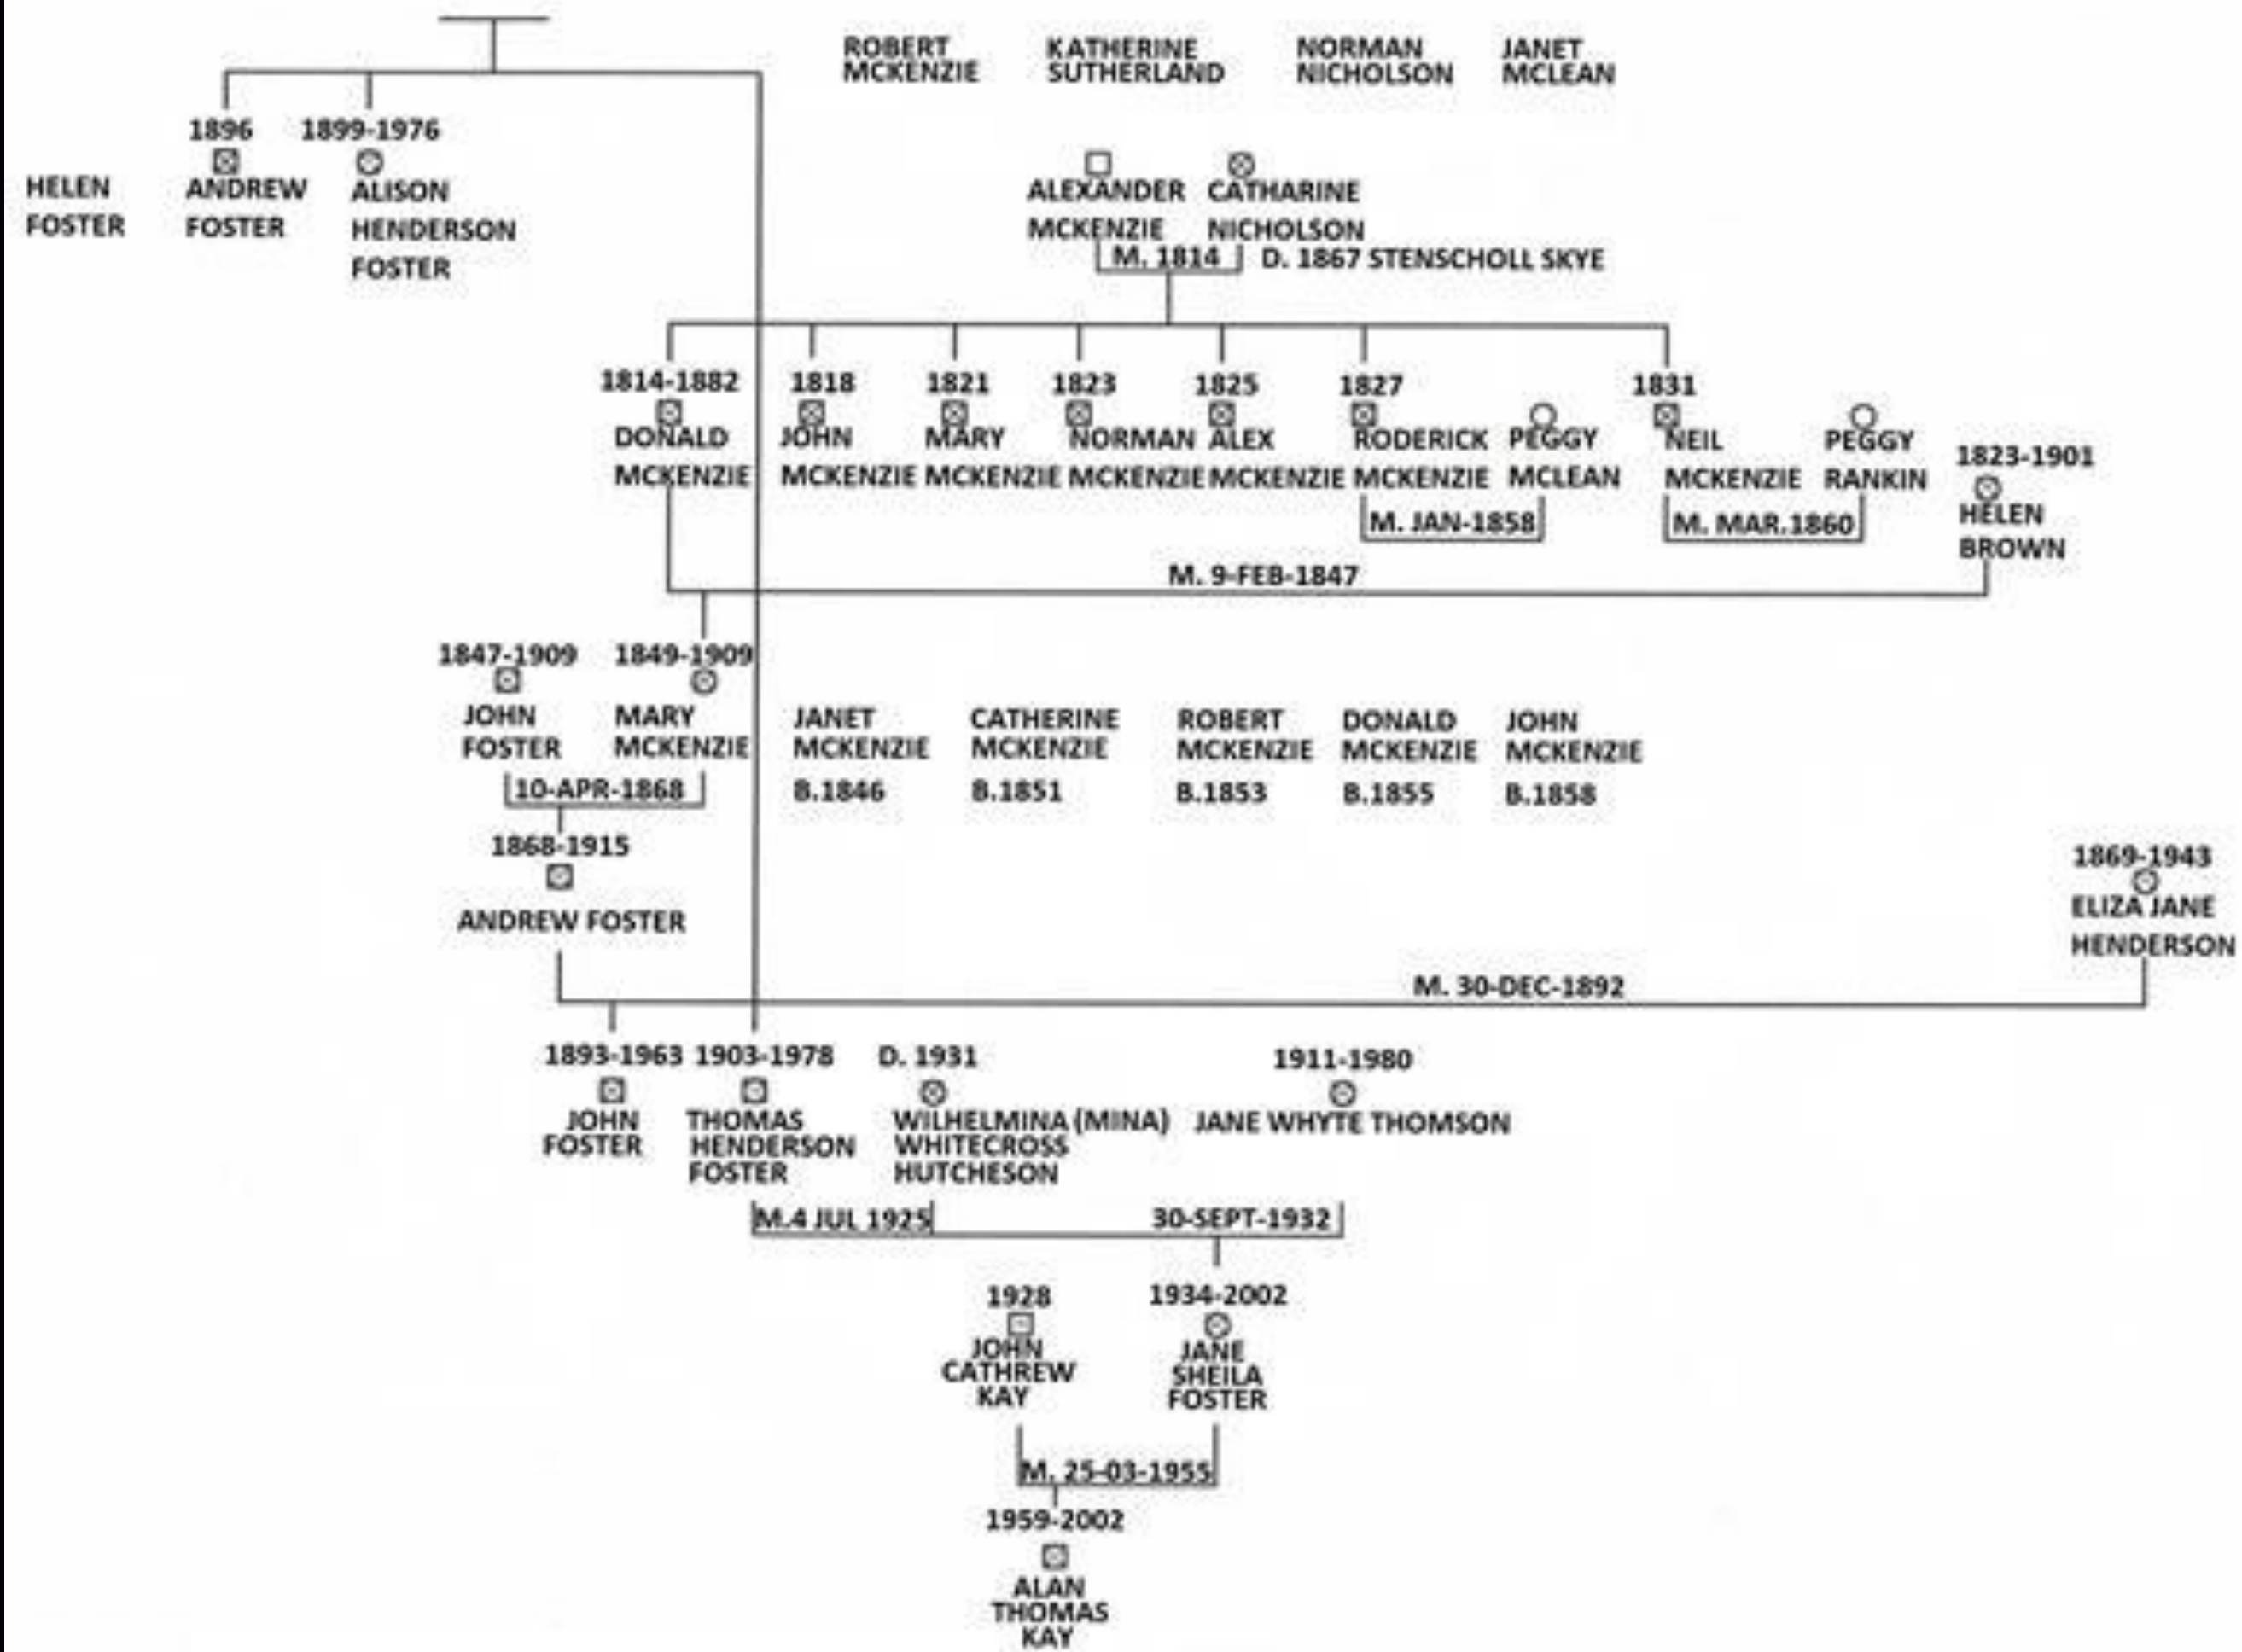 ROBERT MCKENZIE
KATHERINE SUTHERLAND
NORMAN NICHOLSON
JANET MCLEAN
1896
1899-1976
HELEN FOSTER
ANDREW FOSTER
ALISON HENDERSON FOSTER
ALEXANDER MCKENZIE
CATHARINE NICHOLSON
M. 1814
D. 1867 STENSCHOLL SKYE
1814-1882
DONALD MCKENZIE
1818
JOHN MCKENZIE
1821
MARY MCKENZIE
1823
NORMAN MCKENZIE
1825
ALEX MCKENZIE
1827
RODERICK MCKENZIE
PEGGY MCLEAN
1831
NEIL MCKENZIE
PEGGY RANKIN
1823-1901
HELEN BROWN
M. JAN-1858
M. MAR.1860
M. 9-FEB-1847
1847-1909
JOHN FOSTER
1849-1909
MARY MCKENZIE
JANET MCKENZIE
B.1846
CATHERINE MCKENZIE
B.1851
ROBERT MCKENZIE
B.1853
DONALD MCKENZIE
B.1855
JOHN MCKENZIE
B.1858
10-APR-1868
1868-1915
ANDREW FOSTER
1869-1943
ELIZA JANE HENDERSON
M. 30-DEC-1892
1893-1963
JOHN FOSTER
1903-1978
THOMAS HENDERSON FOSTER
D. 1931
WILHELMINA (MINA) WHITECROSS HUTCHESON
1911-1980
JANE WHYTE THOMSON
M.4 JUL 1925
30-SEPT-1932
1928
JOHN CATHREW KAY
1934-2002
JANE SHEILA FOSTER
M. 25-03-1955
1959-2002
ALAN THOMAS KAY